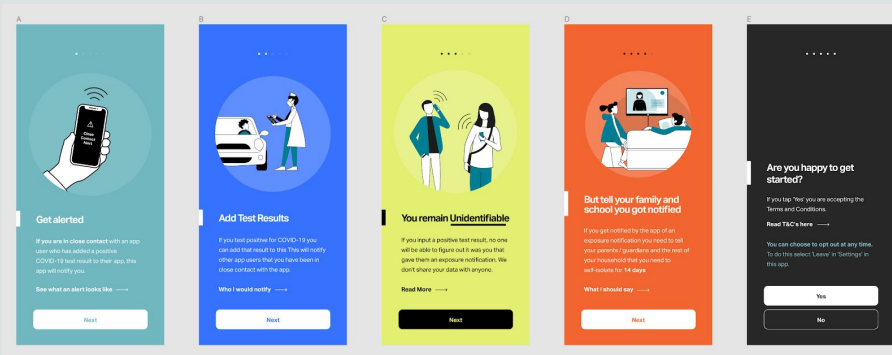 A
Close
Contact
Alert
Get alerted
If you are in close contact with an app
user who has added a positive
COVID-19 test result to their app, this
app will notify you.
See what an alert looks like
Next
B
Add Test Results
If you test positive for COVID-19 you
can add that result to this This will notify
other app users that you have been in
close contact with the app.
Who I would notify
Next
C
You remain Unidentifiable
If you input a positive test result, no one
will be able to figure out it was you that
gave them an exposure notification. We
don't share your data with anyone.
Read More
Next
D
But tell your family and
school you got notified
If you get notified by the app of an
exposure notification you need to tell
your parents / guardians and the rest of
your household that you need to
self-isolate for 14 days
What I should say
Next
E
Are you happy to get
started?
If you tap 'Yes' you are accepting the
Terms and Conditions.
Read T&C's here
You can choose to opt out at any time.
To do this select 'Leave' in 'Settings' in
this app.
Yes
No